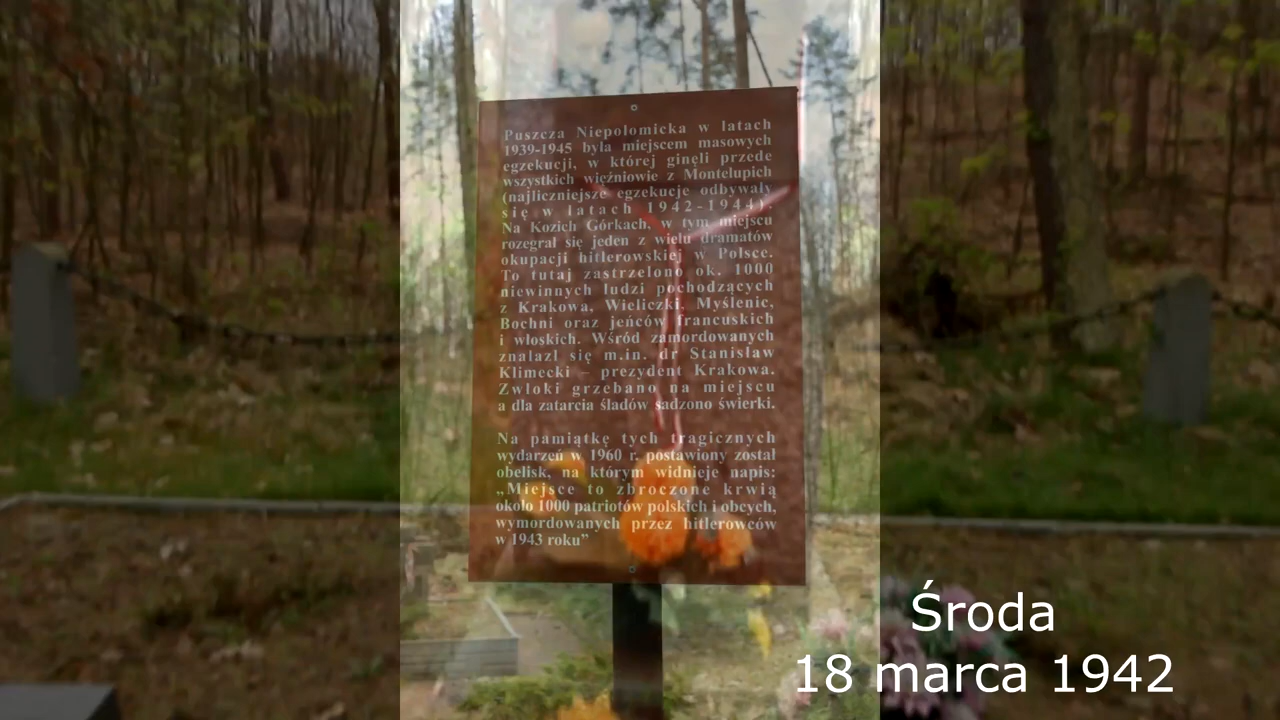 Puszcza Niepołomicka w latach
1939-1945 była miejscem masowych
egzekucji, w której ginęli przede
wszystkich więźniowie z Montelupich
(najliczniejsze egzekucje odbywały
się w latach 1942-1944).
Na Kozich Górkach, w tym miejscu
rozegrał się jeden z wielu dramatów
okupacji hitlerowskiej w Polsce.
To tutaj zastrzelono ok. 1000
niewinnych ludzi pochodzących
z Krakowa, Wieliczki, Myślenic,
Bochni oraz jeńców francuskich
i włoskich. Wśród zamordowanych
znalazł się m.in. dr Stanisław
Klimecki – prezydent Krakowa.
Zwłoki grzebano na miejscu
a dla zatarcia śladów sadzono świerki.
Na pamiątkę tych tragicznych
wydarzeń w 1960 r. postawiony został
obelisk, na którym widnieje napis:
„Miejsce to zbroczone krwią
około 1000 patriotów polskich i obcych,
wymordowanych przez hitlerowców
w 1943 roku”
Środa
18 marca 1942